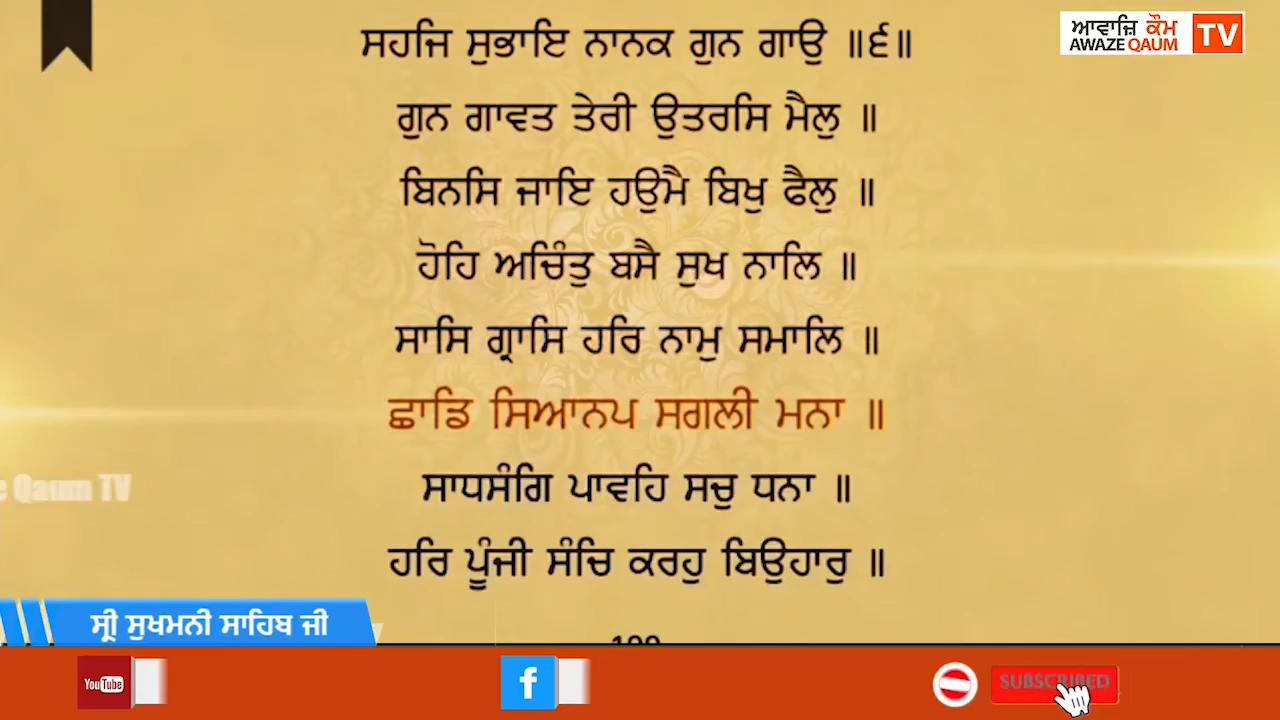 ਆਵਾਜ਼ਿ ਕੌਮ
AWAZE QAUM TV
ਸਹਜਿ ਸੁਭਾਇ ਨਾਨਕ ਗੁਨ ਗਾਉ ॥੬॥
ਗੁਨ ਗਾਵਤ ਤੇਰੀ ਉਤਰਸਿ ਮੈਲੁ ॥
ਬਿਨਸਿ ਜਾਇ ਹਉਮੈ ਬਿਖੁ ਫੈਲੁ ॥
ਹੋਹਿ ਅਚਿੰਤੁ ਬਸੈ ਸੁਖ ਨਾਲਿ ॥
ਸਾਸਿ ਗ੍ਰਾਸਿ ਹਰਿ ਨਾਮੁ ਸਮਾਲਿ ॥
ਛਾਡਿ ਸਿਆਨਪ ਸਗਲੀ ਮਨਾ ॥
ਸਾਧਸੰਗਿ ਪਾਵਹਿ ਸਚੁ ਧਨਾ ॥
Qaum TV
ਹਰਿ ਪੂੰਜੀ ਸੰਚਿ ਕਰਹੁ ਬਿਉਹਾਰੁ ॥
ਸ੍ਰੀ ਸੁਖਮਨੀ ਸਾਹਿਬ ਜੀ
YouTube
SUBSCRIBED